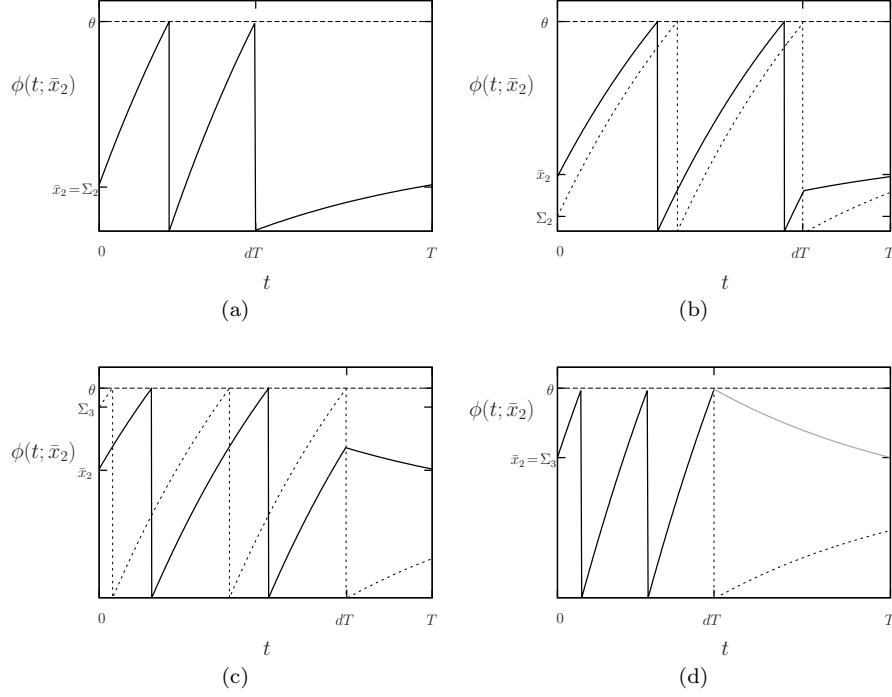 θ
ϕ(t; x̄₂)
x̄₂=Σ₂
0 dT T
t
(a)
θ
ϕ(t; x̄₂)
x̄₂
Σ₂
0 dT T
t
(b)
θ
Σ₃
ϕ(t; x̄₂)
x̄₂
0 dT T
t
(c)
θ
ϕ(t; x̄₂)
x̄₂=Σ₃
0 dT T
t
(d)